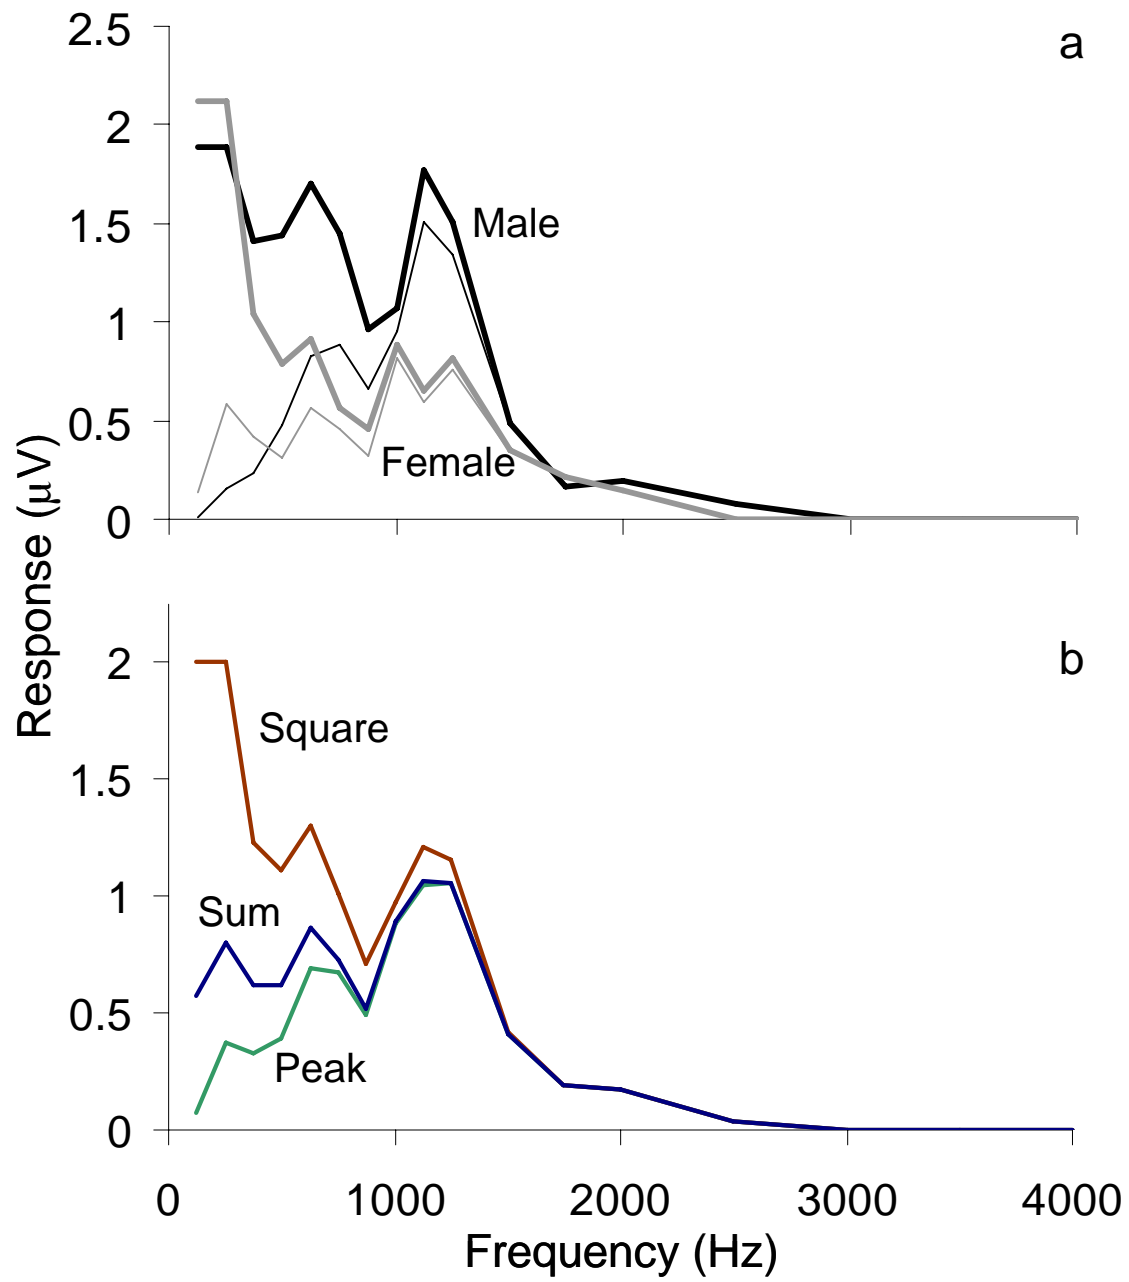 2.5
a
2
1.5
Male
1
0.5
Female
0
Response (μV)
b
2
Square
1.5
1
Sum
0.5
Peak
0
0 1000 2000 3000 4000
Frequency (Hz)